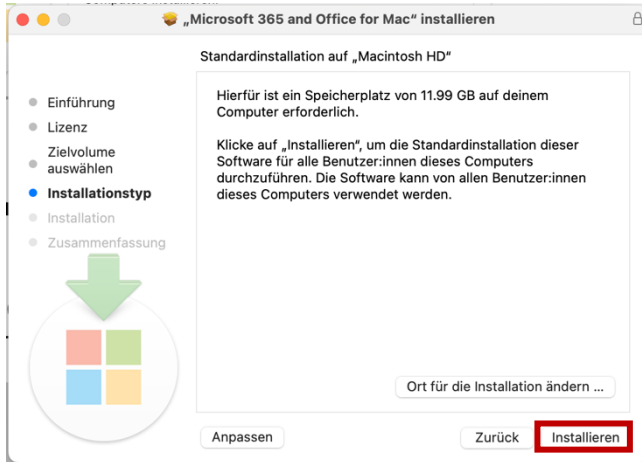 „Microsoft 365 and Office for Mac“ installieren
Standardinstallation auf „Macintosh HD“
Einführung
Lizenz
Zielvolume
auswählen
Installationstyp
Installation
Zusammenfassung
Hierfür ist ein Speicherplatz von 11.99 GB auf deinem
Computer erforderlich.
Klicke auf „Installieren“, um die Standardinstallation dieser
Software für alle Benutzer:innen dieses Computers
durchzuführen. Die Software kann von allen Benutzer:innen
dieses Computers verwendet werden.
Ort für die Installation ändern ...
Anpassen
Zurück
Installieren